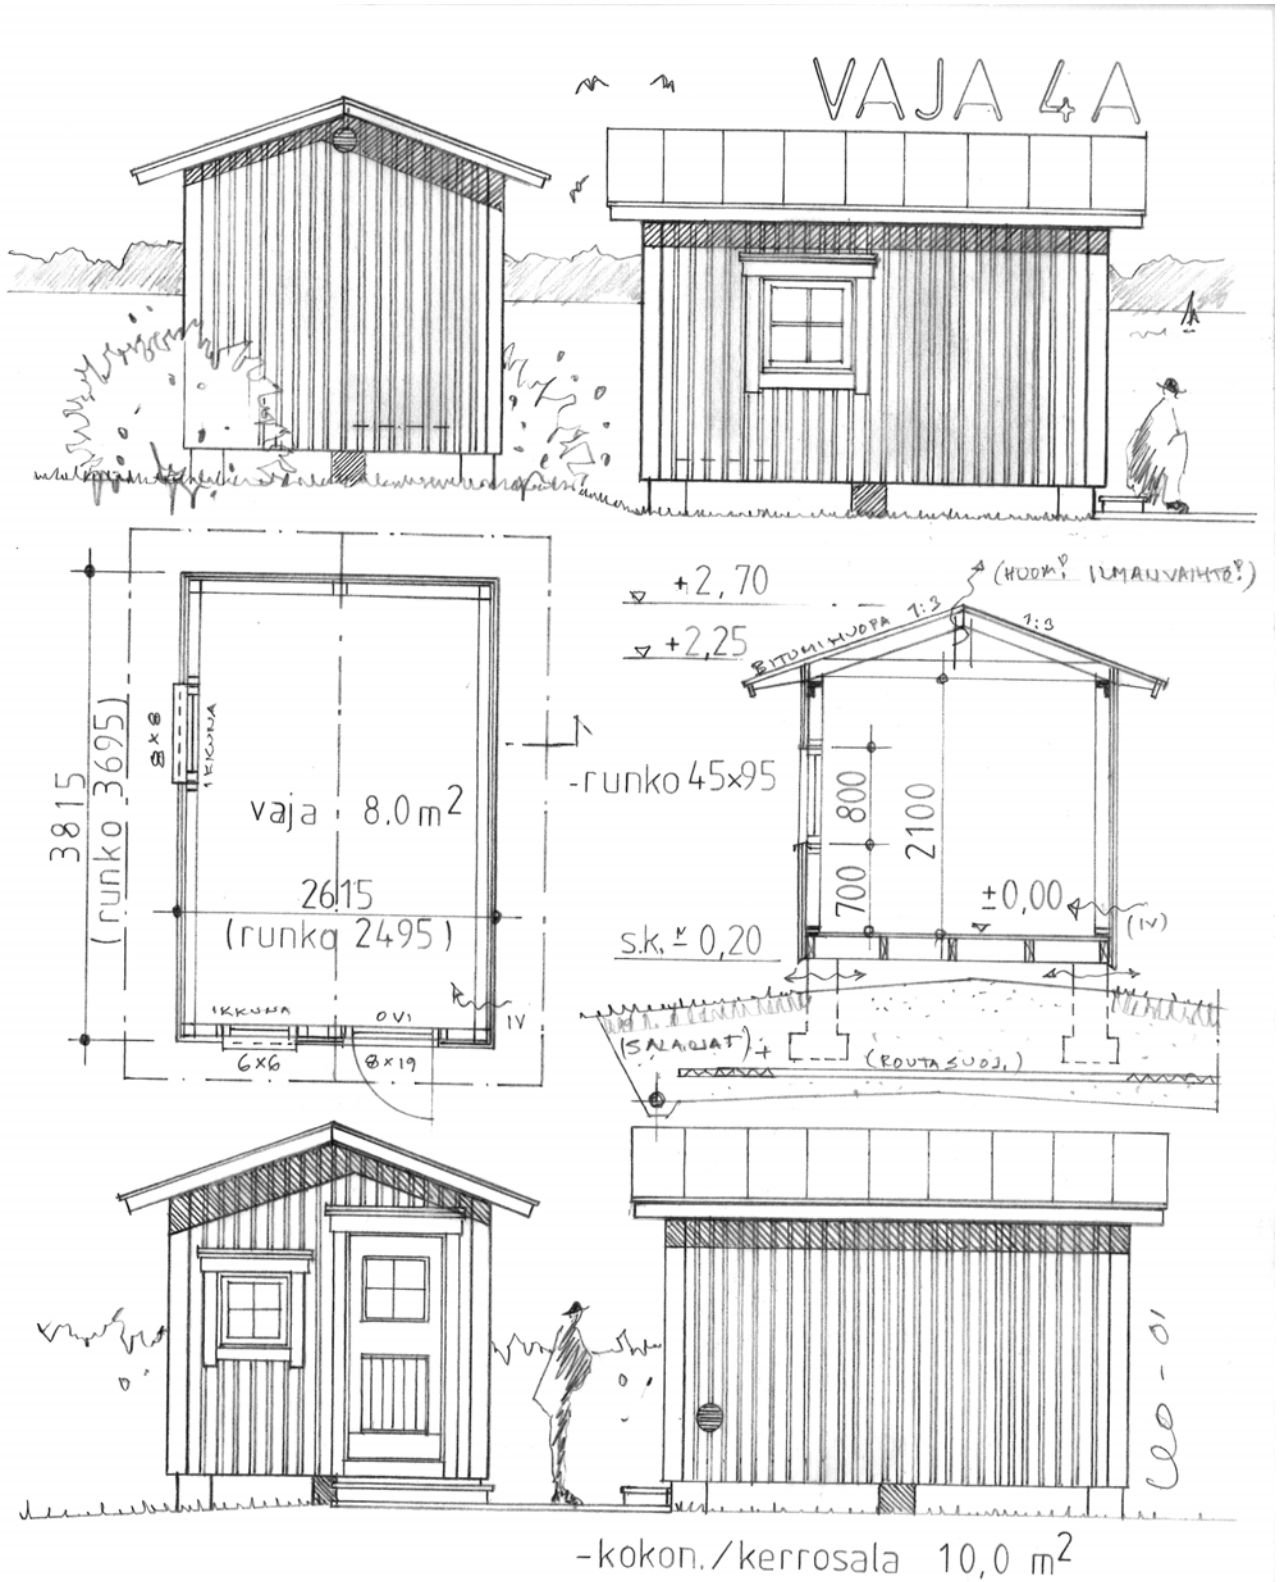 VAJA 4A
+2,70
(HUOM! ILMANVAIHTO!)
1:3
1:3
BITUMIHUOPA
+2,25
-runko 45x95
3815
(runko 3695)
8x8
IKKUNA
vaja 8.0 m²
2615
(runko 2495)
IKKUNA
OVI
IV
6x6
8x19
800
2100
700
±0,00
(IV)
s.k. ± 0,20
(SALAOJAT)
(ROUTASUOJ.)
-kokon./kerrosala 10,0 m²